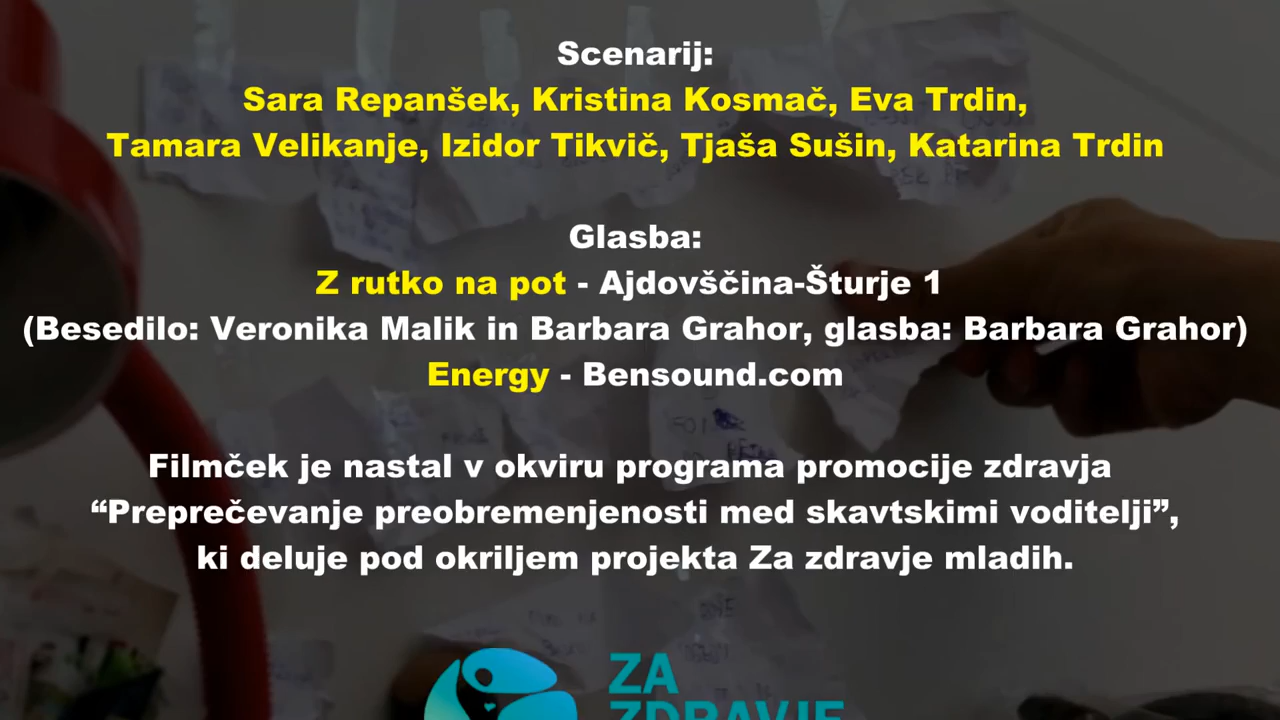 Scenarij:
Sara Repanšek, Kristina Kosmač, Eva Trdin,
Tamara Velikanje, Izidor Tikvič, Tjaša Sušin, Katarina Trdin
Glasba:
Z rutko na pot - Ajdovščina-Šturje 1
(Besedilo: Veronika Malik in Barbara Grahor, glasba: Barbara Grahor)
Energy - Bensound.com
Filmček je nastal v okviru programa promocije zdravja
“Preprečevanje preobremenjenosti med skavtskimi voditelji”,
ki deluje pod okriljem projekta Za zdravje mladih.
ZA
ZDRAVJE